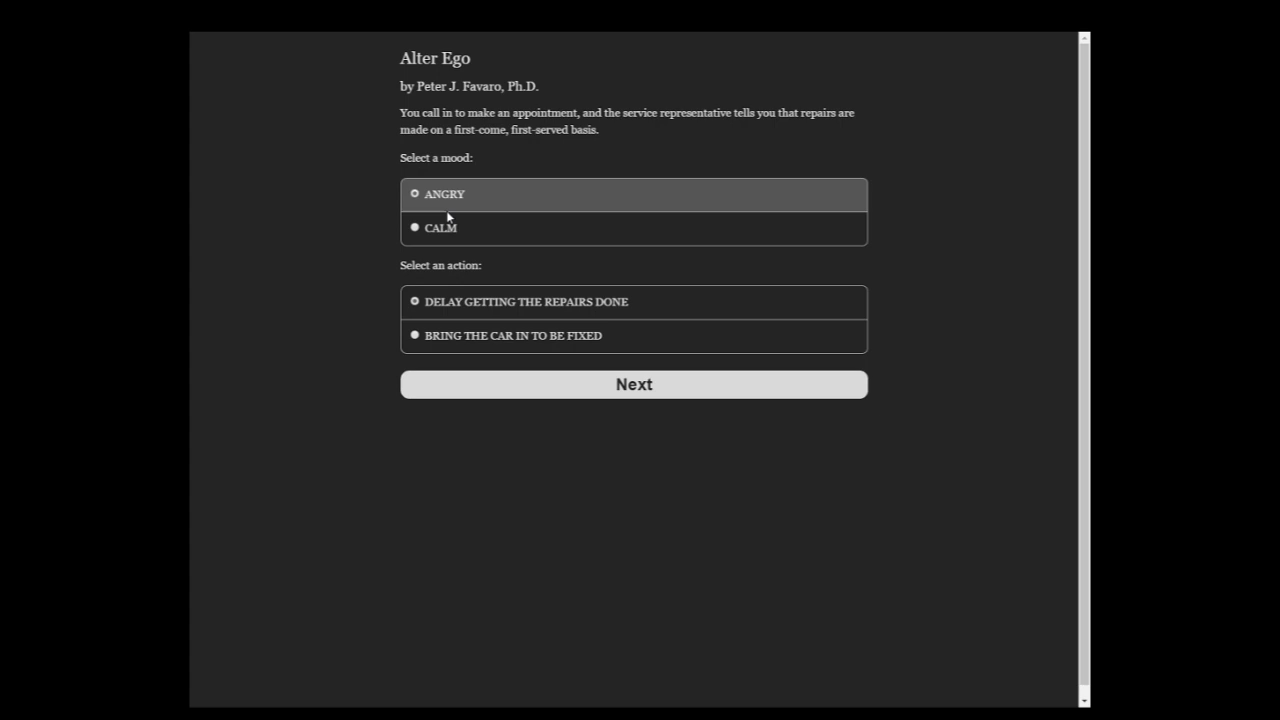 Alter Ego
by Peter J. Favaro, Ph.D.
You call in to make an appointment, and the service representative tells you that repairs are
made on a first-come, first-served basis.
Select a mood:
ANGRY
CALM
Select an action:
DELAY GETTING THE REPAIRS DONE
BRING THE CAR IN TO BE FIXED
Next